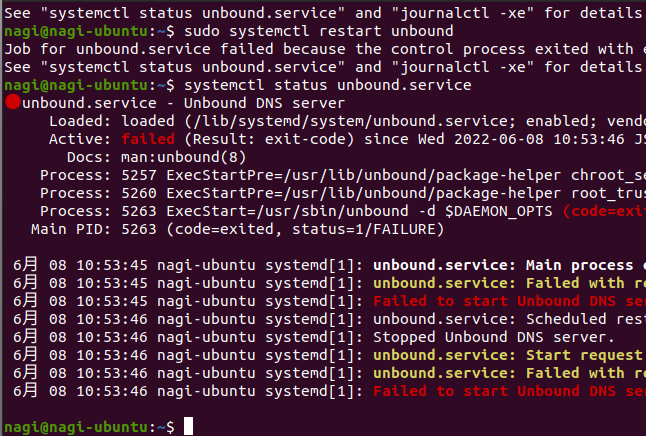 See "systemctl status unbound.service" and "journalctl -xe" for details
nagi@nagi-ubuntu:~$ sudo systemctl restart unbound
Job for unbound.service failed because the control process exited with e
See "systemctl status unbound.service" and "journalctl -xe" for details
nagi@nagi-ubuntu:~$ systemctl status unbound.service
unbound.service - Unbound DNS server
Loaded: loaded (/lib/systemd/system/unbound.service; enabled; vendo
Active: failed (Result: exit-code) since Wed 2022-06-08 10:53:46 JS
Docs: man:unbound(8)
Process: 5257 ExecStartPre=/usr/lib/unbound/package-helper chroot_se
Process: 5260 ExecStartPre=/usr/lib/unbound/package-helper root_trus
Process: 5263 ExecStart=/usr/sbin/unbound -d $DAEMON_OPTS (code=exi
Main PID: 5263 (code=exited, status=1/FAILURE)
6月 08 10:53:45 nagi-ubuntu systemd[1]: unbound.service: Main process e
6月 08 10:53:45 nagi-ubuntu systemd[1]: unbound.service: Failed with re
6月 08 10:53:45 nagi-ubuntu systemd[1]: Failed to start Unbound DNS ser
6月 08 10:53:46 nagi-ubuntu systemd[1]: unbound.service: Scheduled rest
6月 08 10:53:46 nagi-ubuntu systemd[1]: Stopped Unbound DNS server.
6月 08 10:53:46 nagi-ubuntu systemd[1]: unbound.service: Start request
6月 08 10:53:46 nagi-ubuntu systemd[1]: unbound.service: Failed with re
6月 08 10:53:46 nagi-ubuntu systemd[1]: Failed to start Unbound DNS ser
nagi@nagi-ubuntu:~$